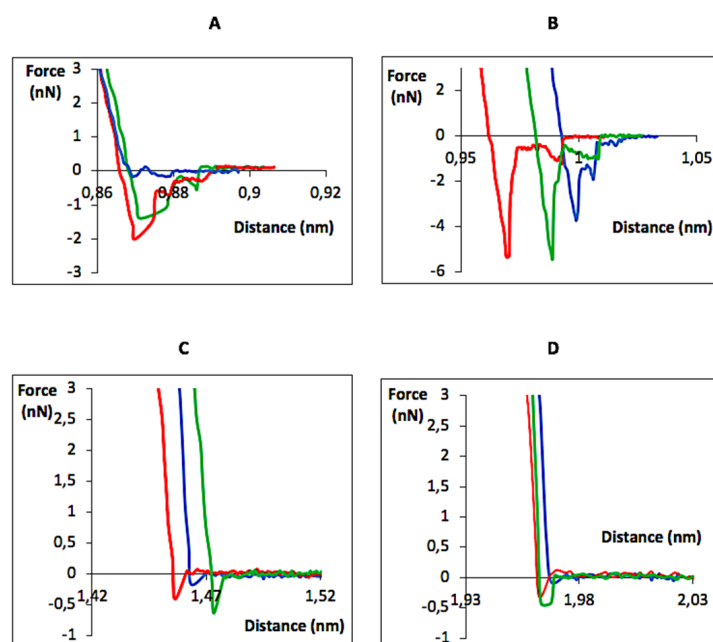 A
Force
(nN)
3
2
1
0
-1
-2
-3
0,86
0,88
0,9
0,92
Distance (nm)
B
Force
(nN)
2
0
-2
-4
-6
0,95
1
1,05
Distance (nm)
C
Force
(nN)
3
2,5
2
1,5
1
0,5
0
-0,5
-1
1,42
1,47
1,52
Distance (nm)
D
Force
(nN)
3
2,5
2
1,5
1
0,5
0
-0,5
-1
1,93
1,98
2,03
Distance (nm)